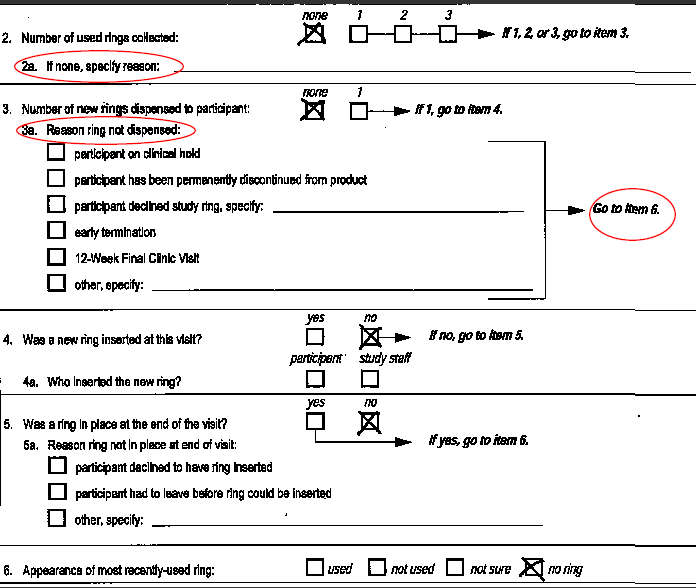 none 1 2 3
2. Number of used rings collected: If 1, 2, or 3, go to item 3.
2a. If none, specify reason:
none 1
3. Number of new rings dispensed to participant: If 1, go to item 4.
3a. Reason ring not dispensed:
participant on clinical hold
participant has been permanently discontinued from product
participant declined study ring, specify: Go to item 6.
early termination
12-Week Final Clinic Visit
other, specify:
yes no
4. Was a new ring inserted at this visit? If no, go to item 5.
participant study staff
4a. Who inserted the new ring?
yes no
5. Was a ring in place at the end of the visit?
5a. Reason ring not in place at end of visit: If yes, go to item 6.
participant declined to have ring inserted
participant had to leave before ring could be inserted
other, specify:
6. Appearance of most recently-used ring: used not used not sure no ring